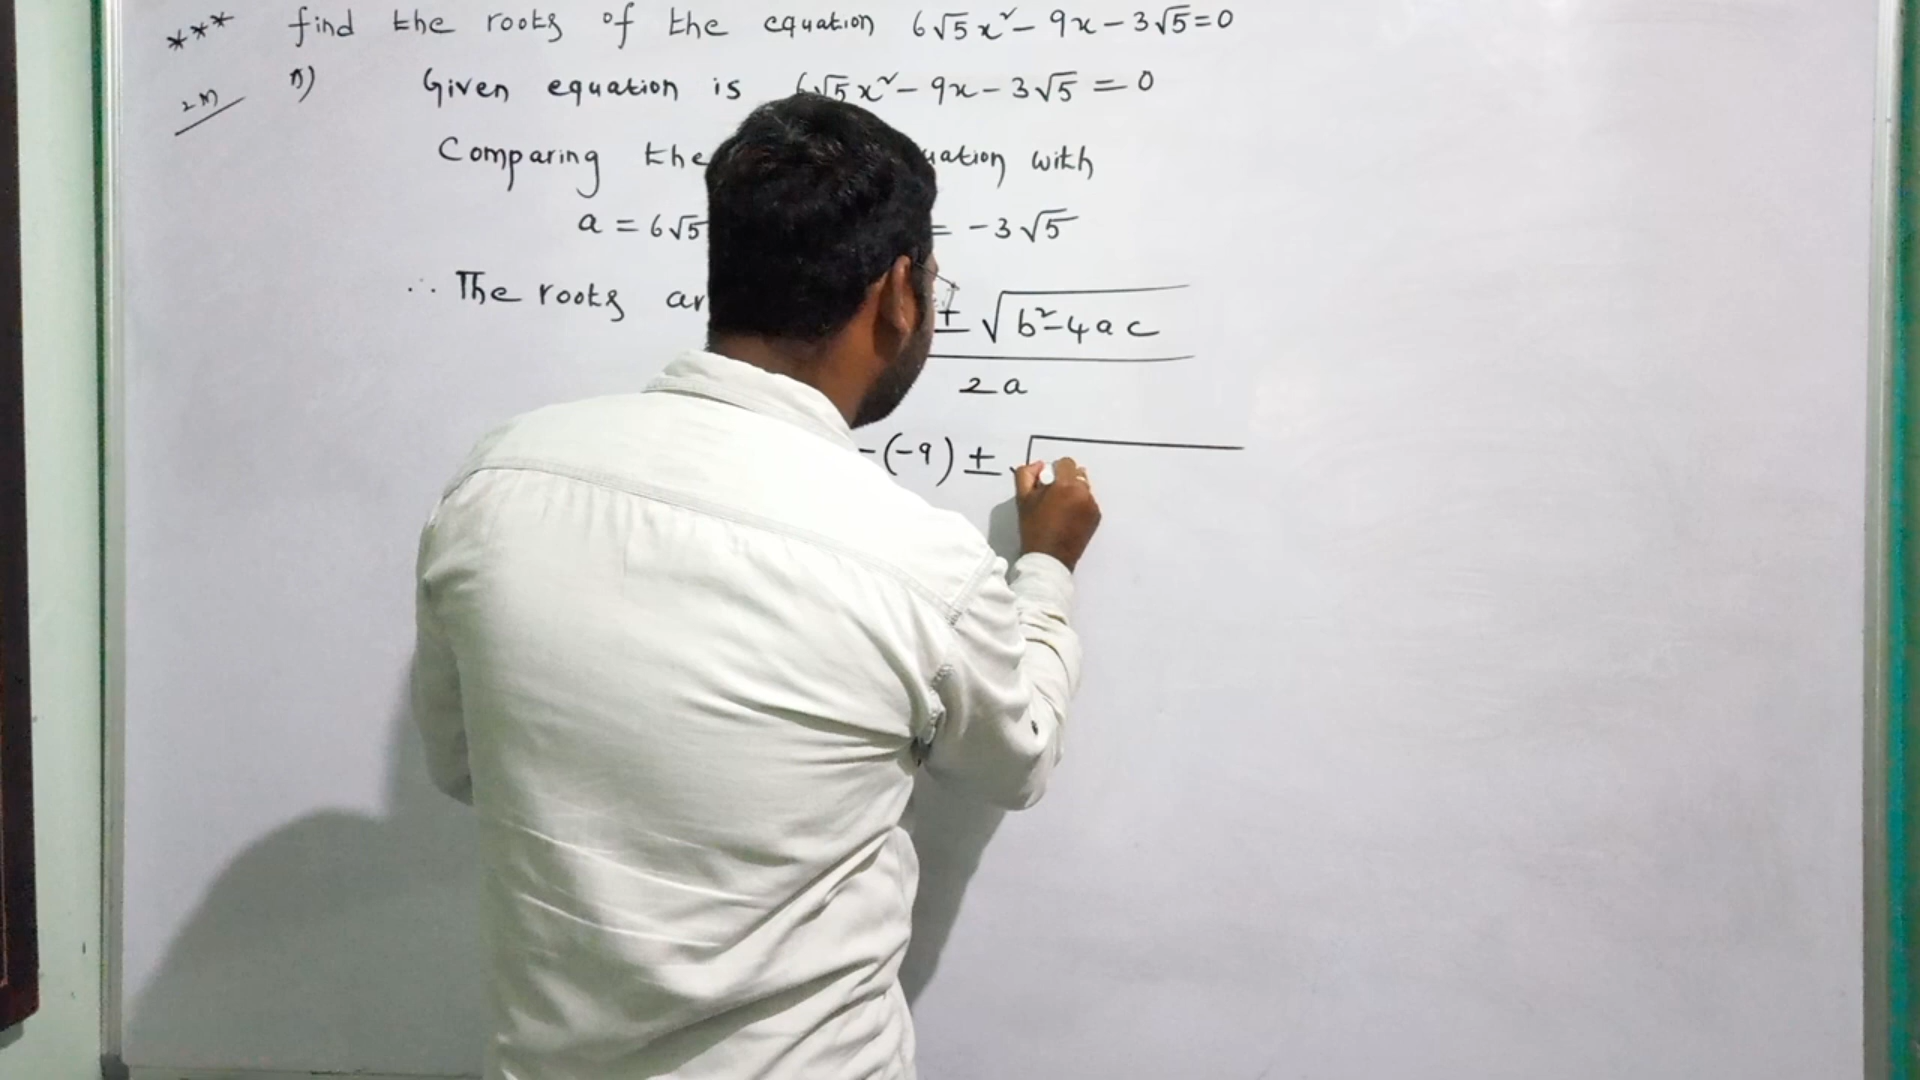 *** find the roots of the equation 6√5x²-9x-3√5=0
2M) Given equation is 6√5x²-9x-3√5=0
Comparing the uation with
a = 6√5 = -3√5
∴ The roots ar ± √b²-4ac
2a
-(-9) ± √